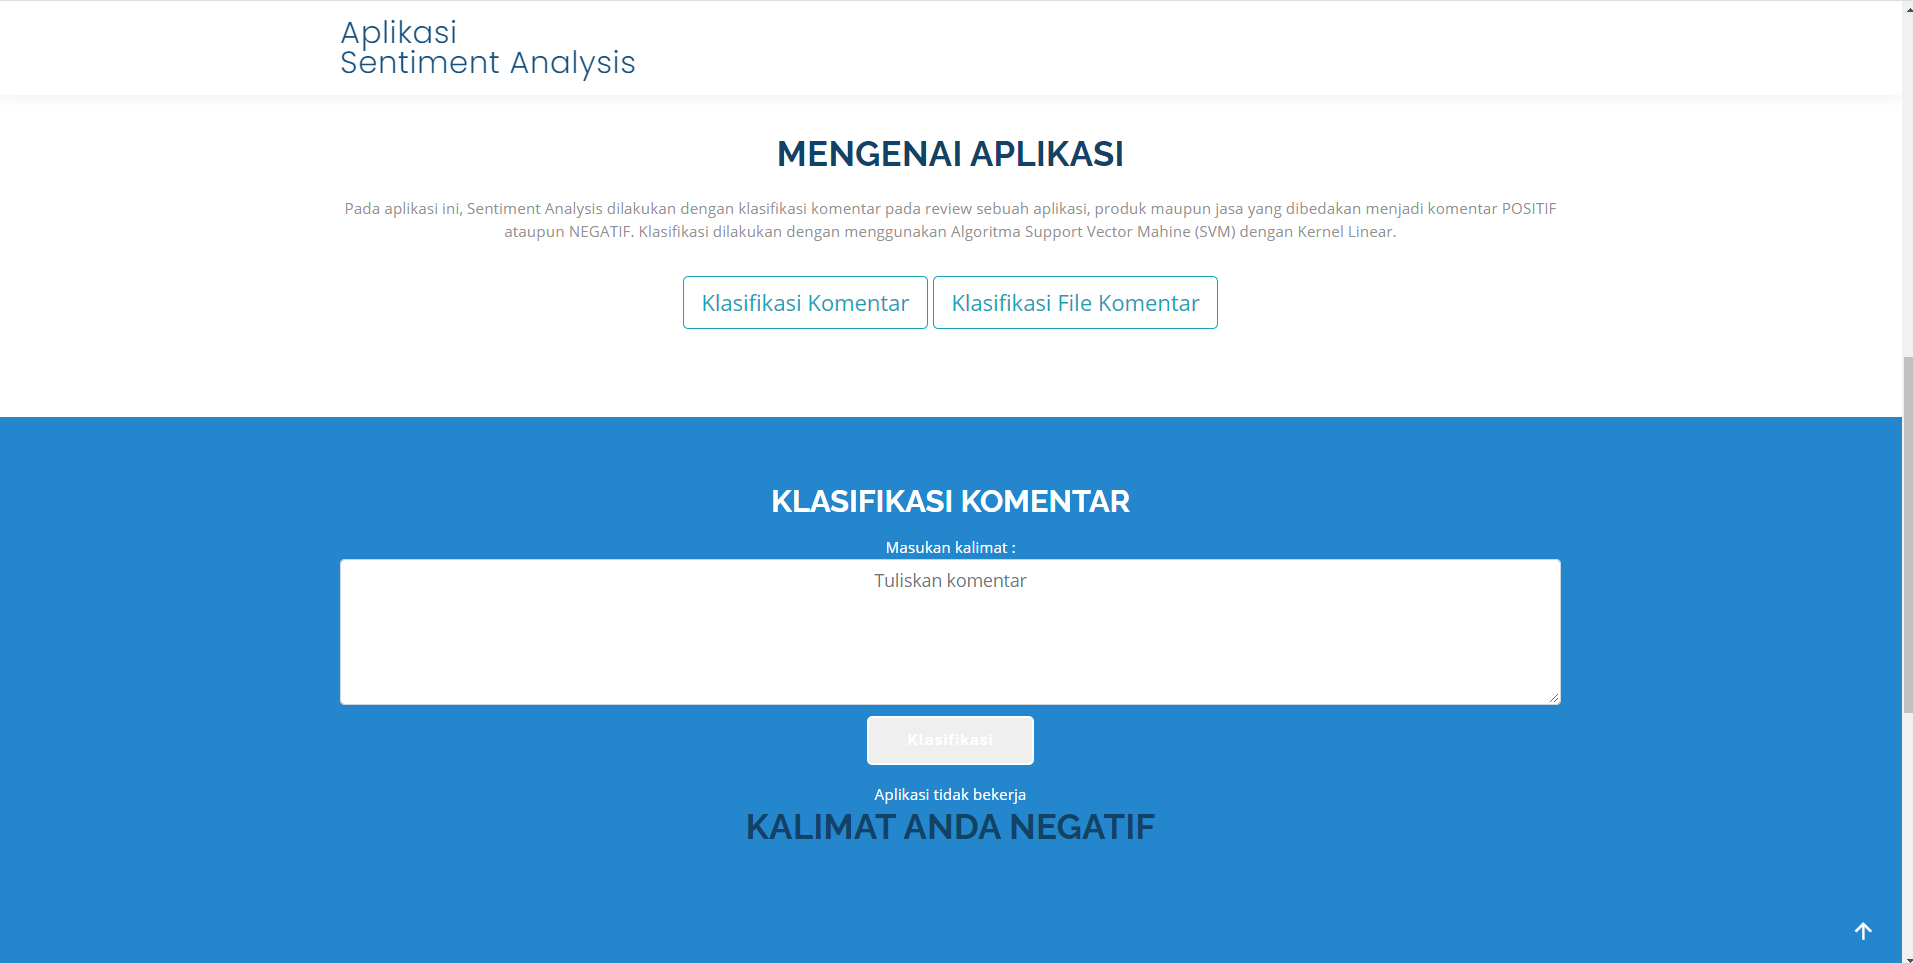 Aplikasi
Sentiment Analysis
MENGENAI APLIKASI
Pada aplikasi ini, Sentiment Analysis dilakukan dengan klasifikasi komentar pada review sebuah aplikasi, produk maupun jasa yang dibedakan menjadi komentar POSITIF
ataupun NEGATIF. Klasifikasi dilakukan dengan menggunakan Algoritma Support Vector Mahine (SVM) dengan Kernel Linear.
Klasifikasi Komentar Klasifikasi File Komentar
KLASIFIKASI KOMENTAR
Masukan kalimat :
Tuliskan komentar
Klasifikasi
Aplikasi tidak bekerja
KALIMAT ANDA NEGATIF